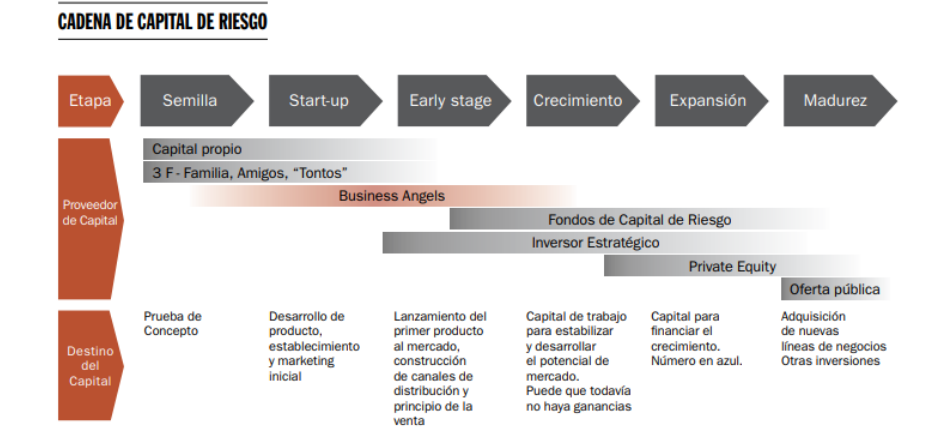 CADENA DE CAPITAL DE RIESGO
Etapa
Semilla
Start-up
Early stage
Crecimiento
Expansión
Madurez
Proveedor
de Capital
Capital propio
3 F - Familia, Amigos, “Tontos”
Business Angels
Fondos de Capital de Riesgo
Inversor Estratégico
Private Equity
Oferta pública
Destino
del
Capital
Prueba de
Concepto
Desarrollo de
producto,
establecimiento
y marketing
inicial
Lanzamiento del
primer producto
al mercado,
construcción
de canales de
distribución y
principio de la
venta
Capital de trabajo
para estabilizar
y desarrollar
el potencial de
mercado.
Puede que todavía
no haya ganancias
Capital para
financiar el
crecimiento.
Número en azul.
Adquisición
de nuevas
líneas de negocios
Otras inversiones